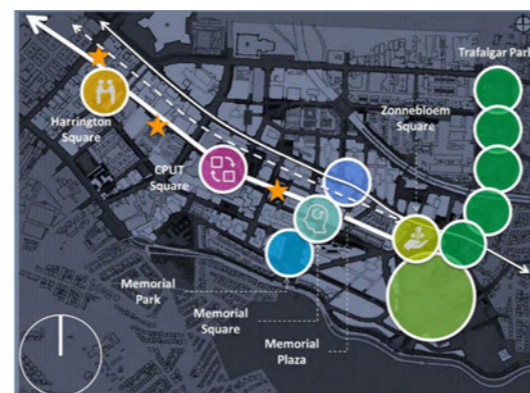 Trafalgar Park
Zonnebloem
Square
Harrington
Square
CPUT
Square
Memorial
Park
Memorial
Square
Memorial
Plaza